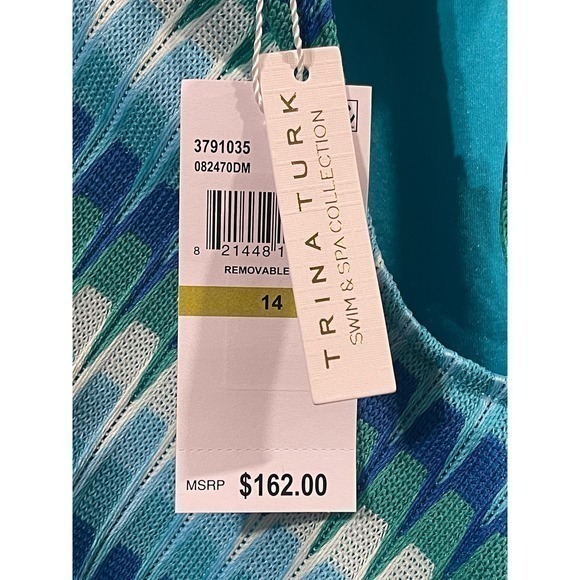 3791035
082470DM
8 21448 1
REMOVABLE
14
MSRP $162.00
TRINA TURK
SWIM & SPA COLLECTION